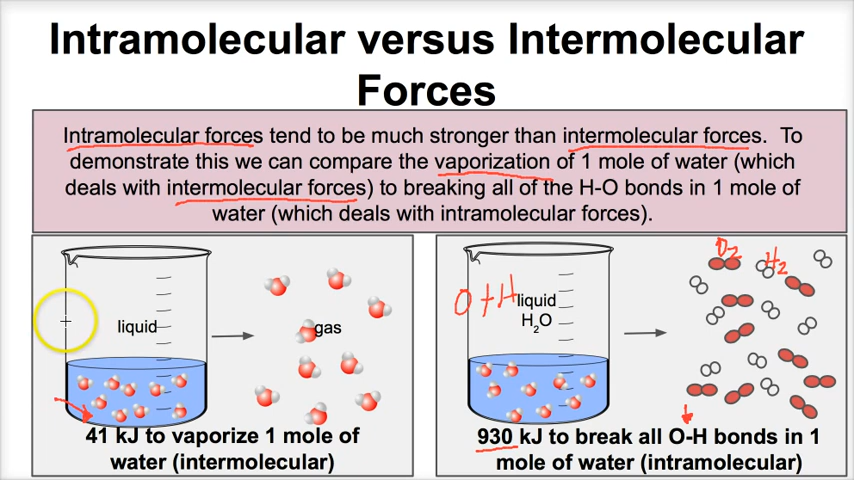 Intramolecular versus Intermolecular
Forces
Intramolecular forces tend to be much stronger than intermolecular forces. To
demonstrate this we can compare the vaporization of 1 mole of water (which
deals with intermolecular forces) to breaking all of the H-O bonds in 1 mole of
water (which deals with intramolecular forces).
liquid
gas
41 kJ to vaporize 1 mole of
water (intermolecular)
O + H
liquid
H₂O
O₂
H₂
930 kJ to break all O-H bonds in 1
mole of water (intramolecular)